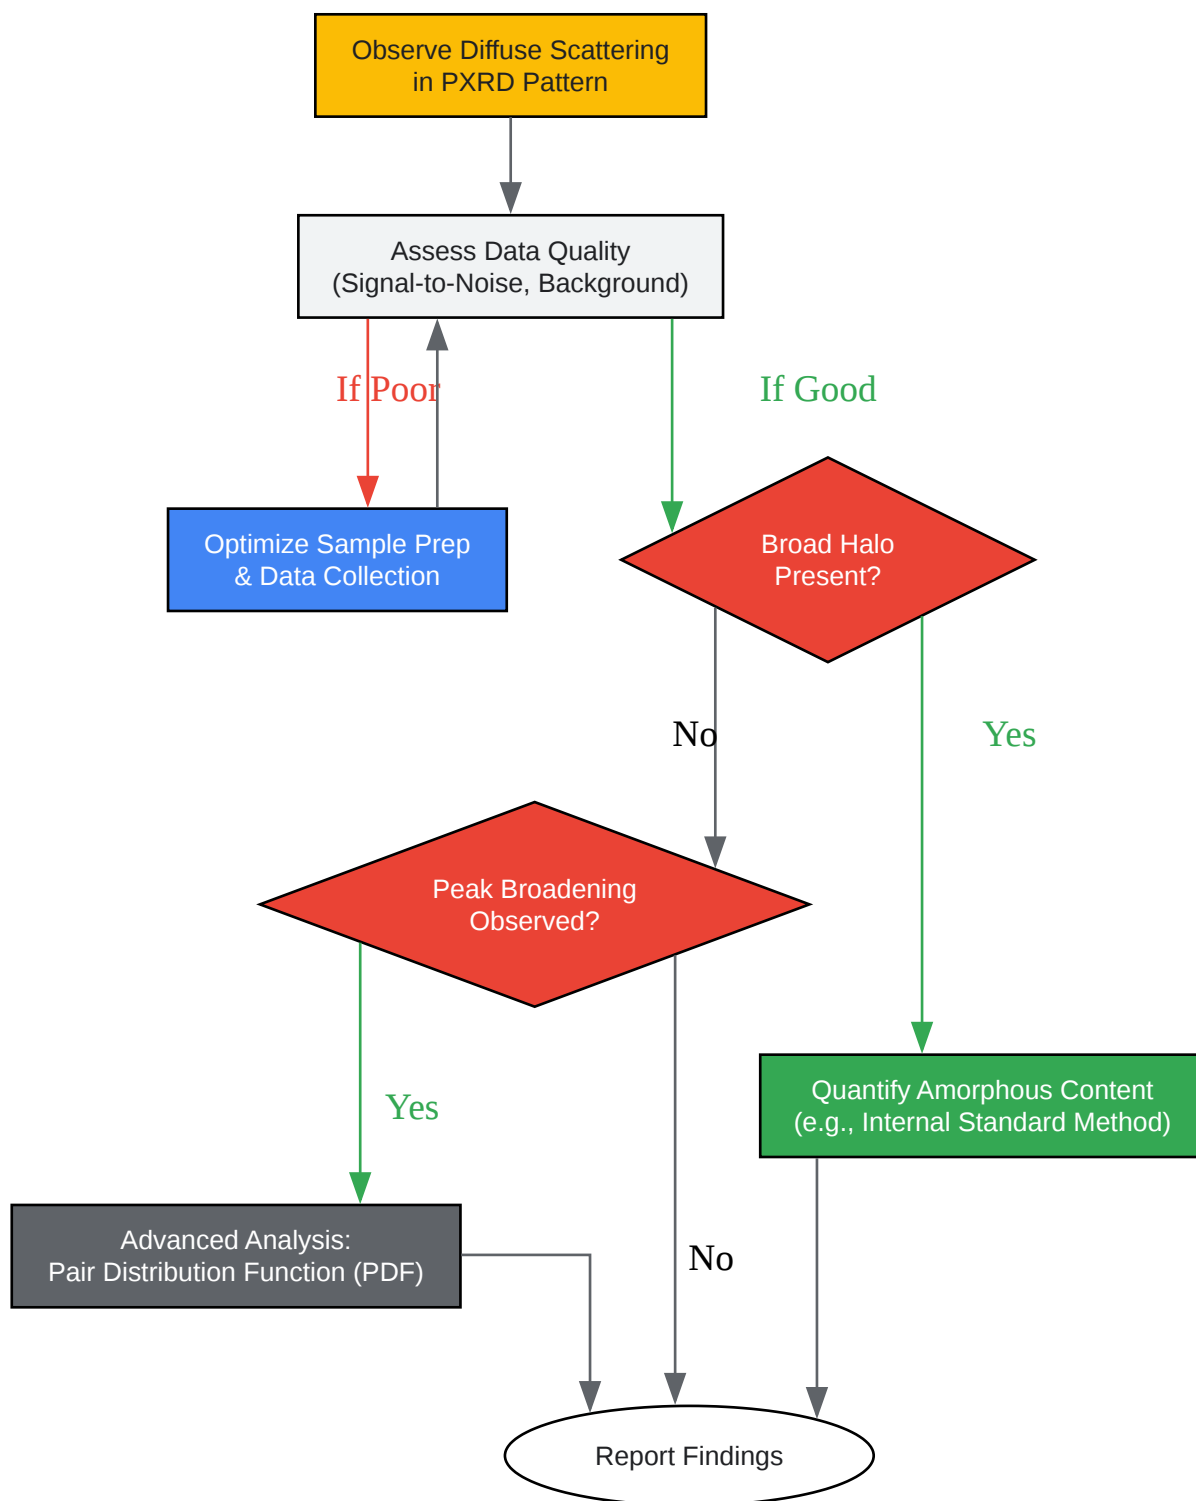 Observe Diffuse Scattering
in PXRD Pattern
Assess Data Quality
(Signal-to-Noise, Background)
If Poor
If Good
Optimize Sample Prep
& Data Collection
Broad Halo
Present?
No
Yes
Peak Broadening
Observed?
Quantify Amorphous Content
(e.g., Internal Standard Method)
Yes
Advanced Analysis:
Pair Distribution Function (PDF)
No
Report Findings